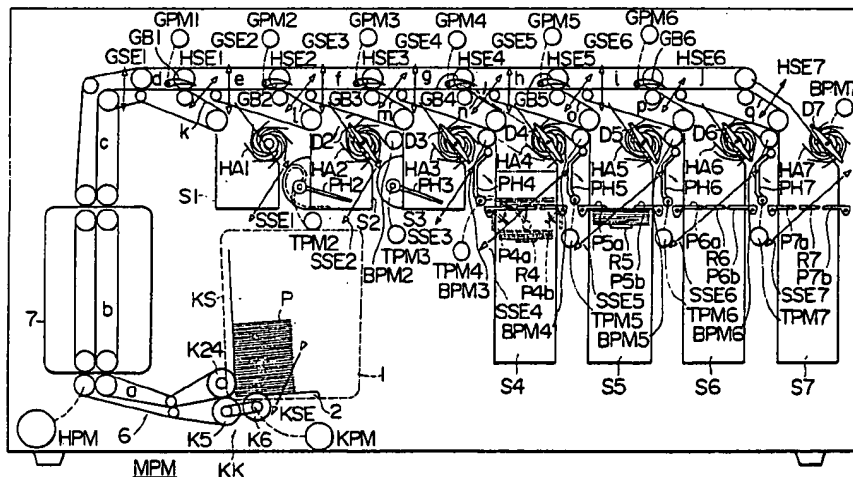 GPM1 GPM2 GPM3 GPM4 GPM5 GPM6
GB1 GSE2 GSE3 GSE4 GSE5 GSE6 GB6
GSE1 HSE1 HSE2 HSE3 HSE4 HSE5 HSE6 HSE7
d e f g h i j BPM7
GB2 GB3 GB4 GB5 D7
k l m n o p q
c D2 D3 D4 D5 D6
HA1 HA2 HA3 HA4 HA5 HA6 HA7
PH2 PH3 PH4 PH5 PH6 PH7
S1 SSE1 S2 S3 SSE3
TPM2 TPM3 TPM4 P4a P5a P6a P7a
SSE2 BPM2 BPM3 R4 R5 R6 R7
P4b P5b P6b P7b
KS P SSE4 SSE5 SSE6 SSE7
7 b BPM4 TPM5 TPM6 TPM7
BPM5 BPM6
K24 1
a KSE 2 S4 S5 S6 S7
HPM 6 K5 K6 KPM
MPM KK